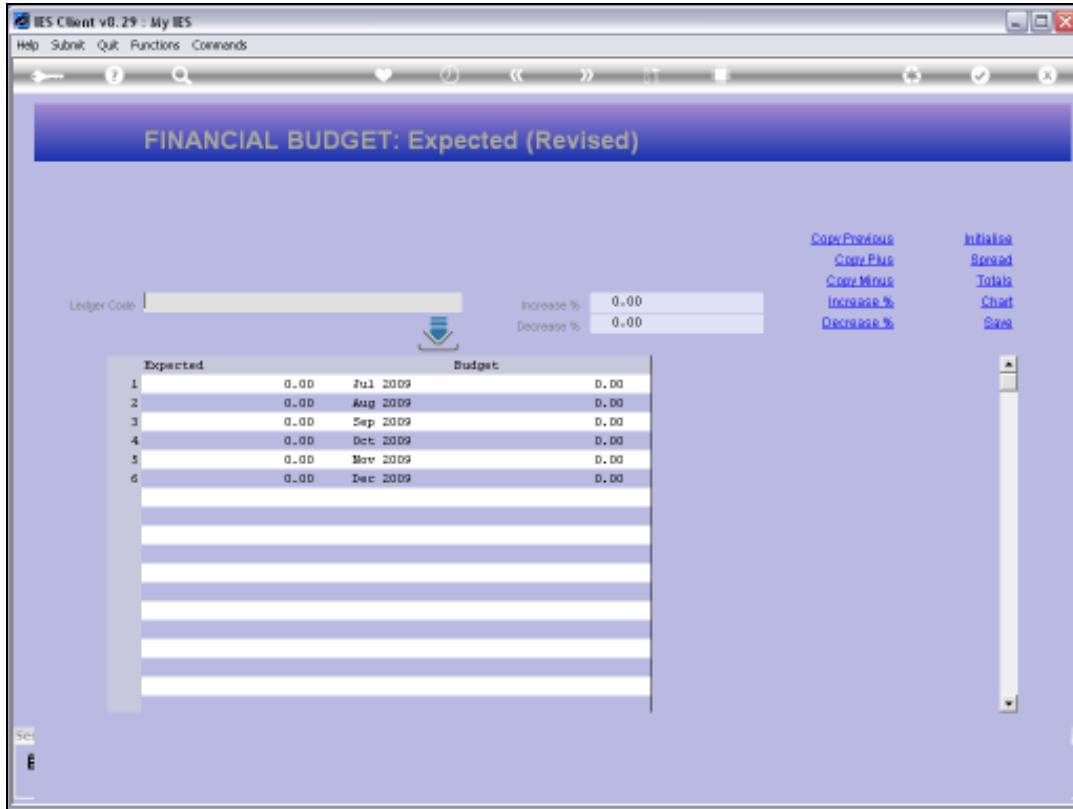 IES Client v8.29 : My IES
Help Submit Quit Functions Commands
FINANCIAL BUDGET: Expected (Revised)
Copy Previous Initialise
Copy Plus Spread
Copy Minus Totals
Ledger Code Increase % 0.00 Increase % Chart
Decrease % 0.00 Decrease % Save
Expected Budget
1 0.00 Jul 2009 0.00
2 0.00 Aug 2009 0.00
3 0.00 Sep 2009 0.00
4 0.00 Oct 2009 0.00
5 0.00 Nov 2009 0.00
6 0.00 Dec 2009 0.00